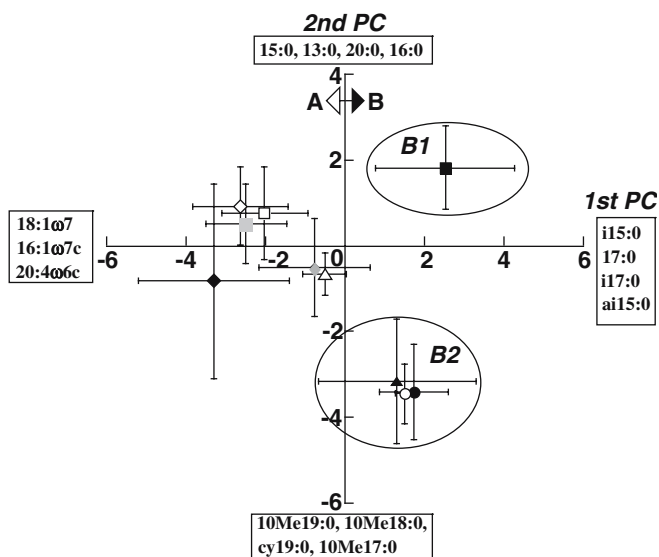 2nd PC
15:0, 13:0, 20:0, 16:0
4
A B
B1
2
1st PC
18:1ω7
16:1ω7c
20:4ω6c
i15:0
17:0
i17:0
ai15:0
-6 -4 -2 0 2 4 6
-2
B2
-4
-6
10Me19:0, 10Me18:0,
cy19:0, 10Me17:0